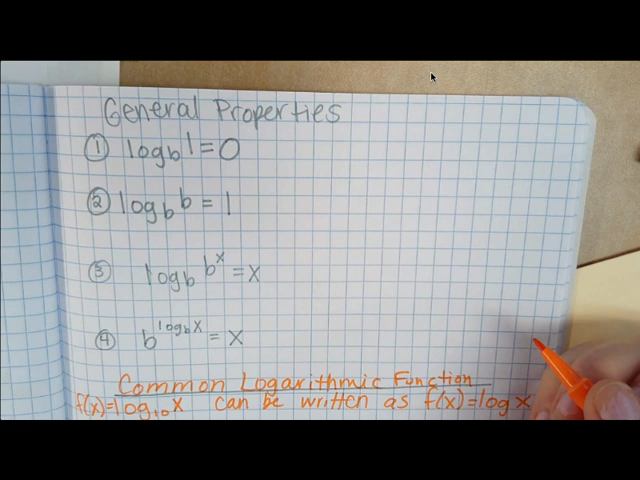 General Properties
① log_b 1 = 0
② log_b b = 1
③ log_b b^x = x
④ b^(log_b x) = x
Common Logarithmic Function
f(x)=log₁₀x can be written as f(x)=log x